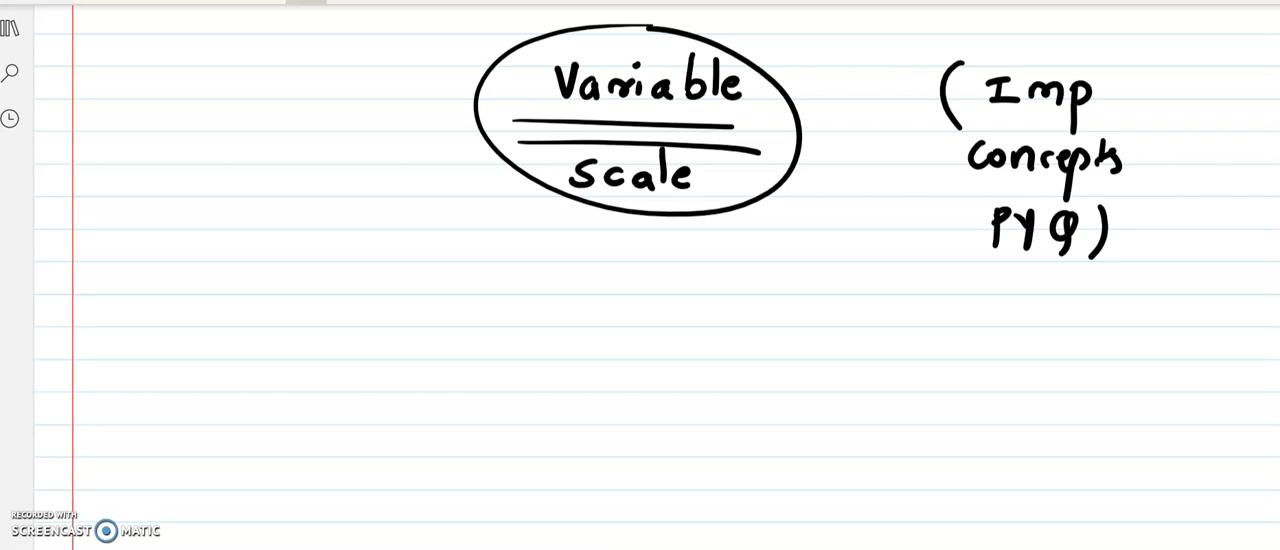 Variable
Scale
( Imp
concepts
PYQ )
RECORDED WITH
SCREENCAST MATIC